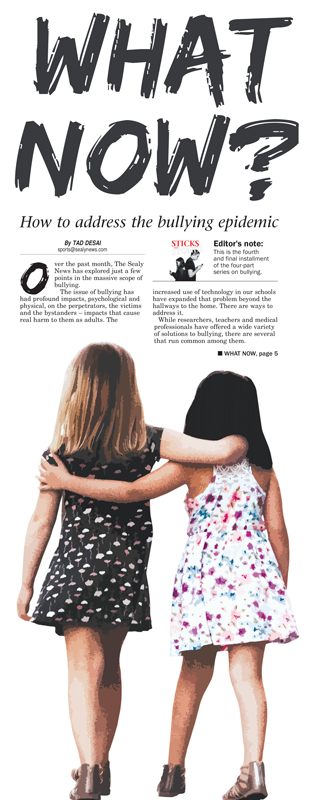 WHAT
NOW?
How to address the bullying epidemic
By TAD DESAI
sports@sealynews.com
Over the past month, The Sealy
News has explored just a few
points in the massive scope of
bullying.
The issue of bullying has
had profound impacts, psychological and
physical, on the perpetrators, the victims
and the bystanders – impacts that cause
real harm to them as adults. The
STICKS
Editor's note:
This is the fourth
and final installment
of the four-part
series on bullying.
increased use of technology in our schools
have expanded that problem beyond the
hallways to the home. There are ways to
address it.
While researchers, teachers and medical
professionals have offered a wide variety
of solutions to bullying, there are several
that run common among them.
■ WHAT NOW, page 5